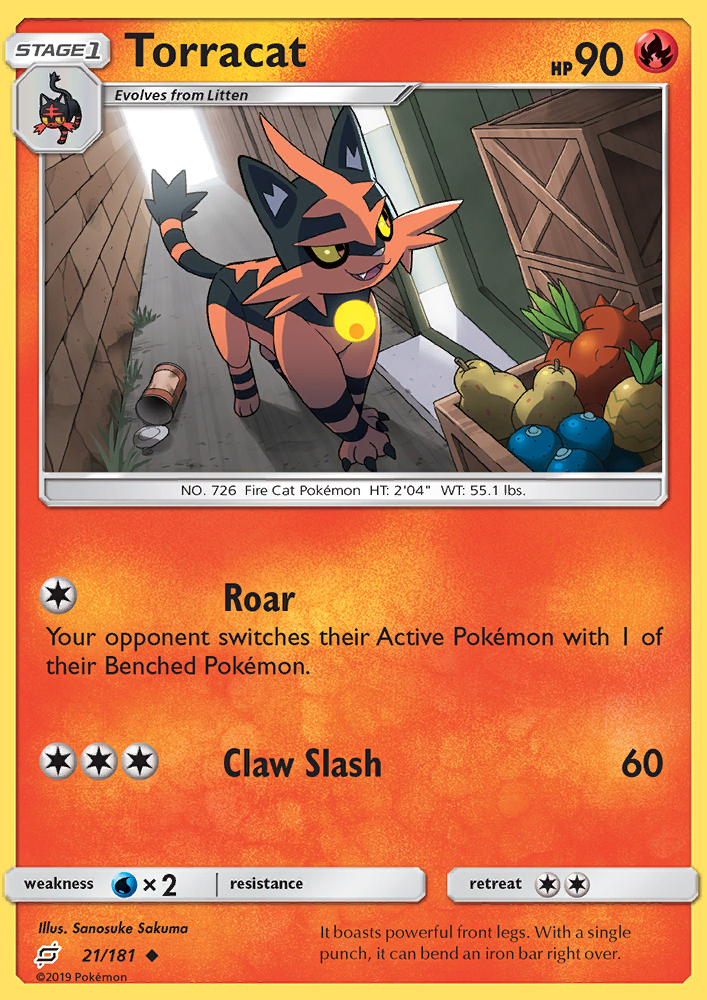 STAGE1
Torracat
HP 90
Evolves from Litten
NO. 726 Fire Cat Pokémon HT: 2'04" WT: 55.1 lbs.
Roar
Your opponent switches their Active Pokémon with 1 of
their Benched Pokémon.
Claw Slash 60
weakness ×2 resistance retreat
Illus. Sanosuke Sakuma
21/181
©2019 Pokémon
It boasts powerful front legs. With a single
punch, it can bend an iron bar right over.